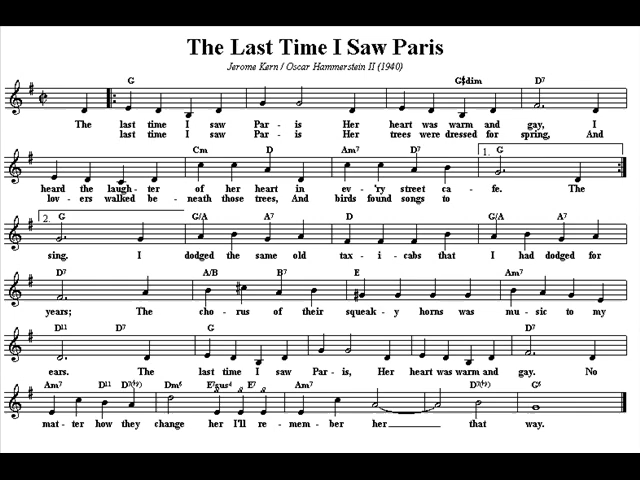 The Last Time I Saw Paris
Jerome Kern / Oscar Hammerstein II (1940)
G G♯dim D7
The last time I saw Par- is Her heart was warm and gay, I
last time I saw Par- is Her trees were dressed for spring, And
Cm D Am7 D7 1. G
heard the laugh- ter of her heart in ev- 'ry street ca- fe. The
lov- ers walked be- neath those trees, And birds found songs to
2. G G/A A7 D G/A A7
sing. I dodged the same old tax- i- cabs that I had dodged for
D7 A/B B7 E Am7
years; The cho- rus of their squeak- y horns was mu- sic to my
D11 D7 G D7
ears. The last time I saw Par- is, Her heart was warm and gay. No
Am7 D11 D7(♭9) Dm6 E7sus4 E7 E7 Am7 D7(♭9) G6
mat- ter how they change her I'll re- mem- ber her that way.